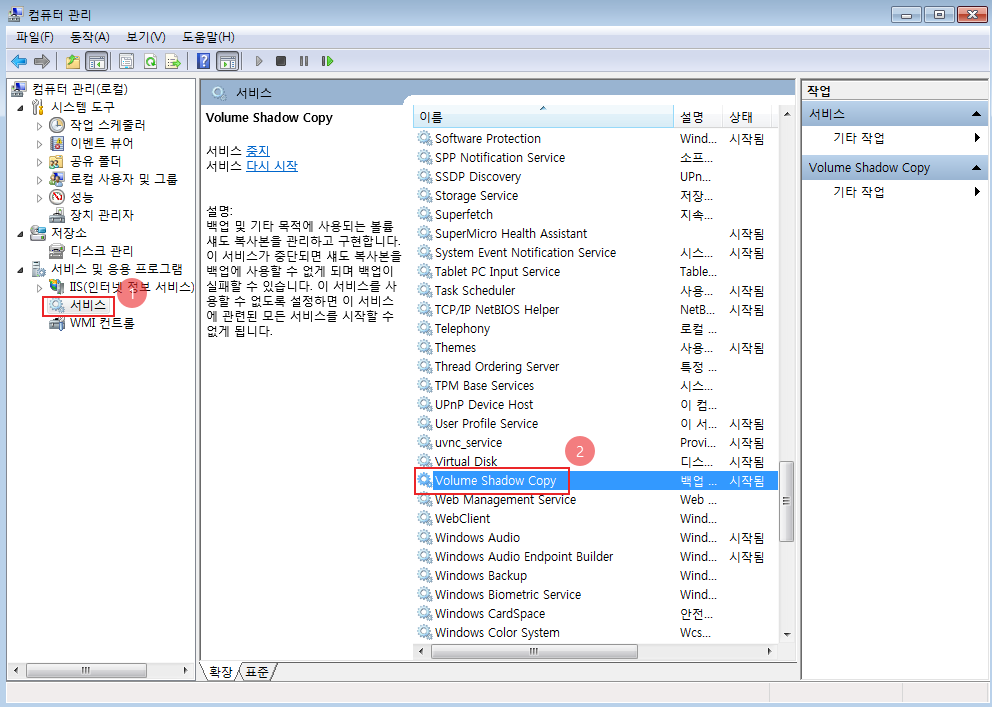 컴퓨터 관리
파일(F) 동작(A) 보기(V) 도움말(H)
컴퓨터 관리(로컬)
시스템 도구
작업 스케줄러
이벤트 뷰어
공유 폴더
로컬 사용자 및 그룹
성능
장치 관리자
저장소
디스크 관리
서비스 및 응용 프로그램
IIS(인터넷 정보 서비스)
1
서비스
WMI 컨트롤
서비스
Volume Shadow Copy
서비스 중지
서비스 다시 시작
설명:
백업 및 기타 목적에 사용되는 볼륨
섀도 복사본을 관리하고 구현합니다.
이 서비스가 중단되면 섀도 복사본을
백업에 사용할 수 없게 되며 백업이
실패할 수 있습니다. 이 서비스를 사
용할 수 없도록 설정하면 이 서비스
에 관련된 모든 서비스를 시작할 수
없게 됩니다.
이름 설명 상태
Software Protection Wind... 시작됨
SPP Notification Service 소프...
SSDP Discovery UPn...
Storage Service 저장...
Superfetch 지속...
SuperMicro Health Assistant 시작됨
System Event Notification Service 시스... 시작됨
Tablet PC Input Service Table...
Task Scheduler 사용... 시작됨
TCP/IP NetBIOS Helper NetB... 시작됨
Telephony 로컬 ...
Themes 사용... 시작됨
Thread Ordering Server 특정 ...
TPM Base Services 시스...
UPnP Device Host 이 컴...
User Profile Service 이 서... 시작됨
uvnc_service Provi... 시작됨
2
Virtual Disk 디스... 시작됨
Volume Shadow Copy 백업 ... 시작됨
Web Management Service Web ...
WebClient Wind...
Windows Audio Wind... 시작됨
Windows Audio Endpoint Builder Wind... 시작됨
Windows Backup Wind...
Windows Biometric Service Wind...
Windows CardSpace 안전...
Windows Color System Wcs...
확장 표준
작업
서비스
기타 작업
Volume Shadow Copy
기타 작업